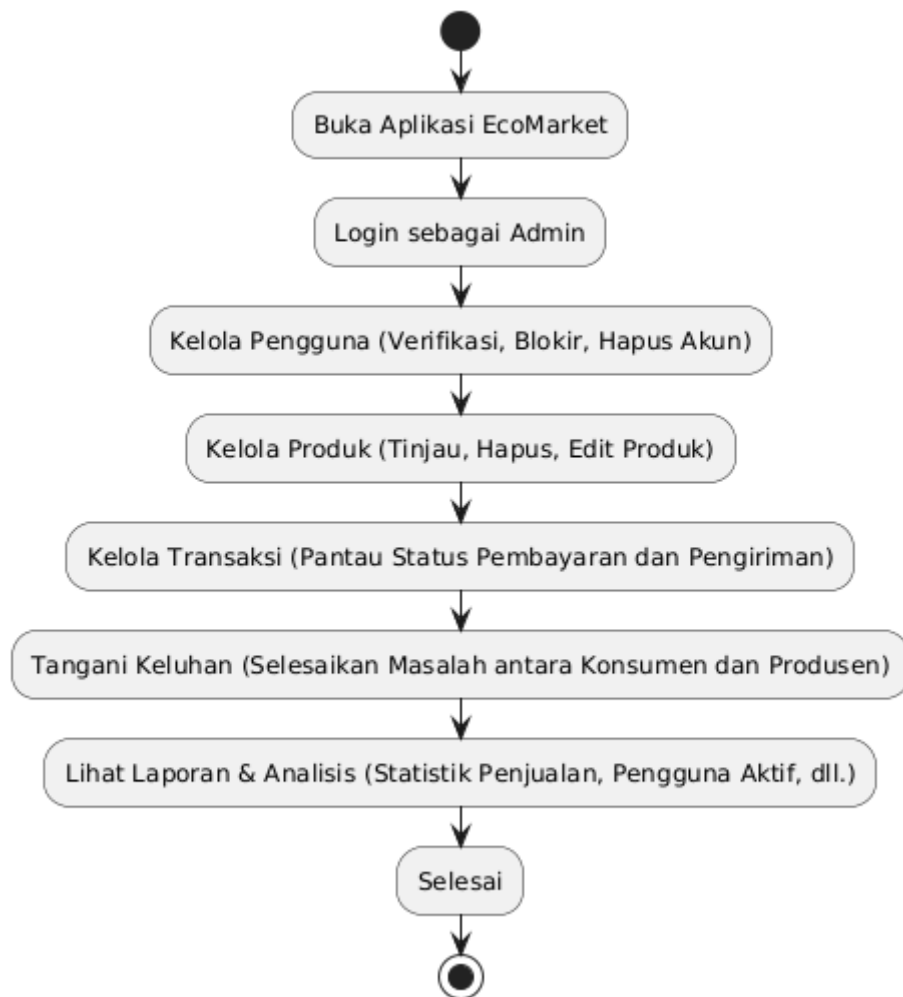 Buka Aplikasi EcoMarket
Login sebagai Admin
Kelola Pengguna (Verifikasi, Blokir, Hapus Akun)
Kelola Produk (Tinjau, Hapus, Edit Produk)
Kelola Transaksi (Pantau Status Pembayaran dan Pengiriman)
Tangani Keluhan (Selesaikan Masalah antara Konsumen dan Produsen)
Lihat Laporan & Analisis (Statistik Penjualan, Pengguna Aktif, dll.)
Selesai